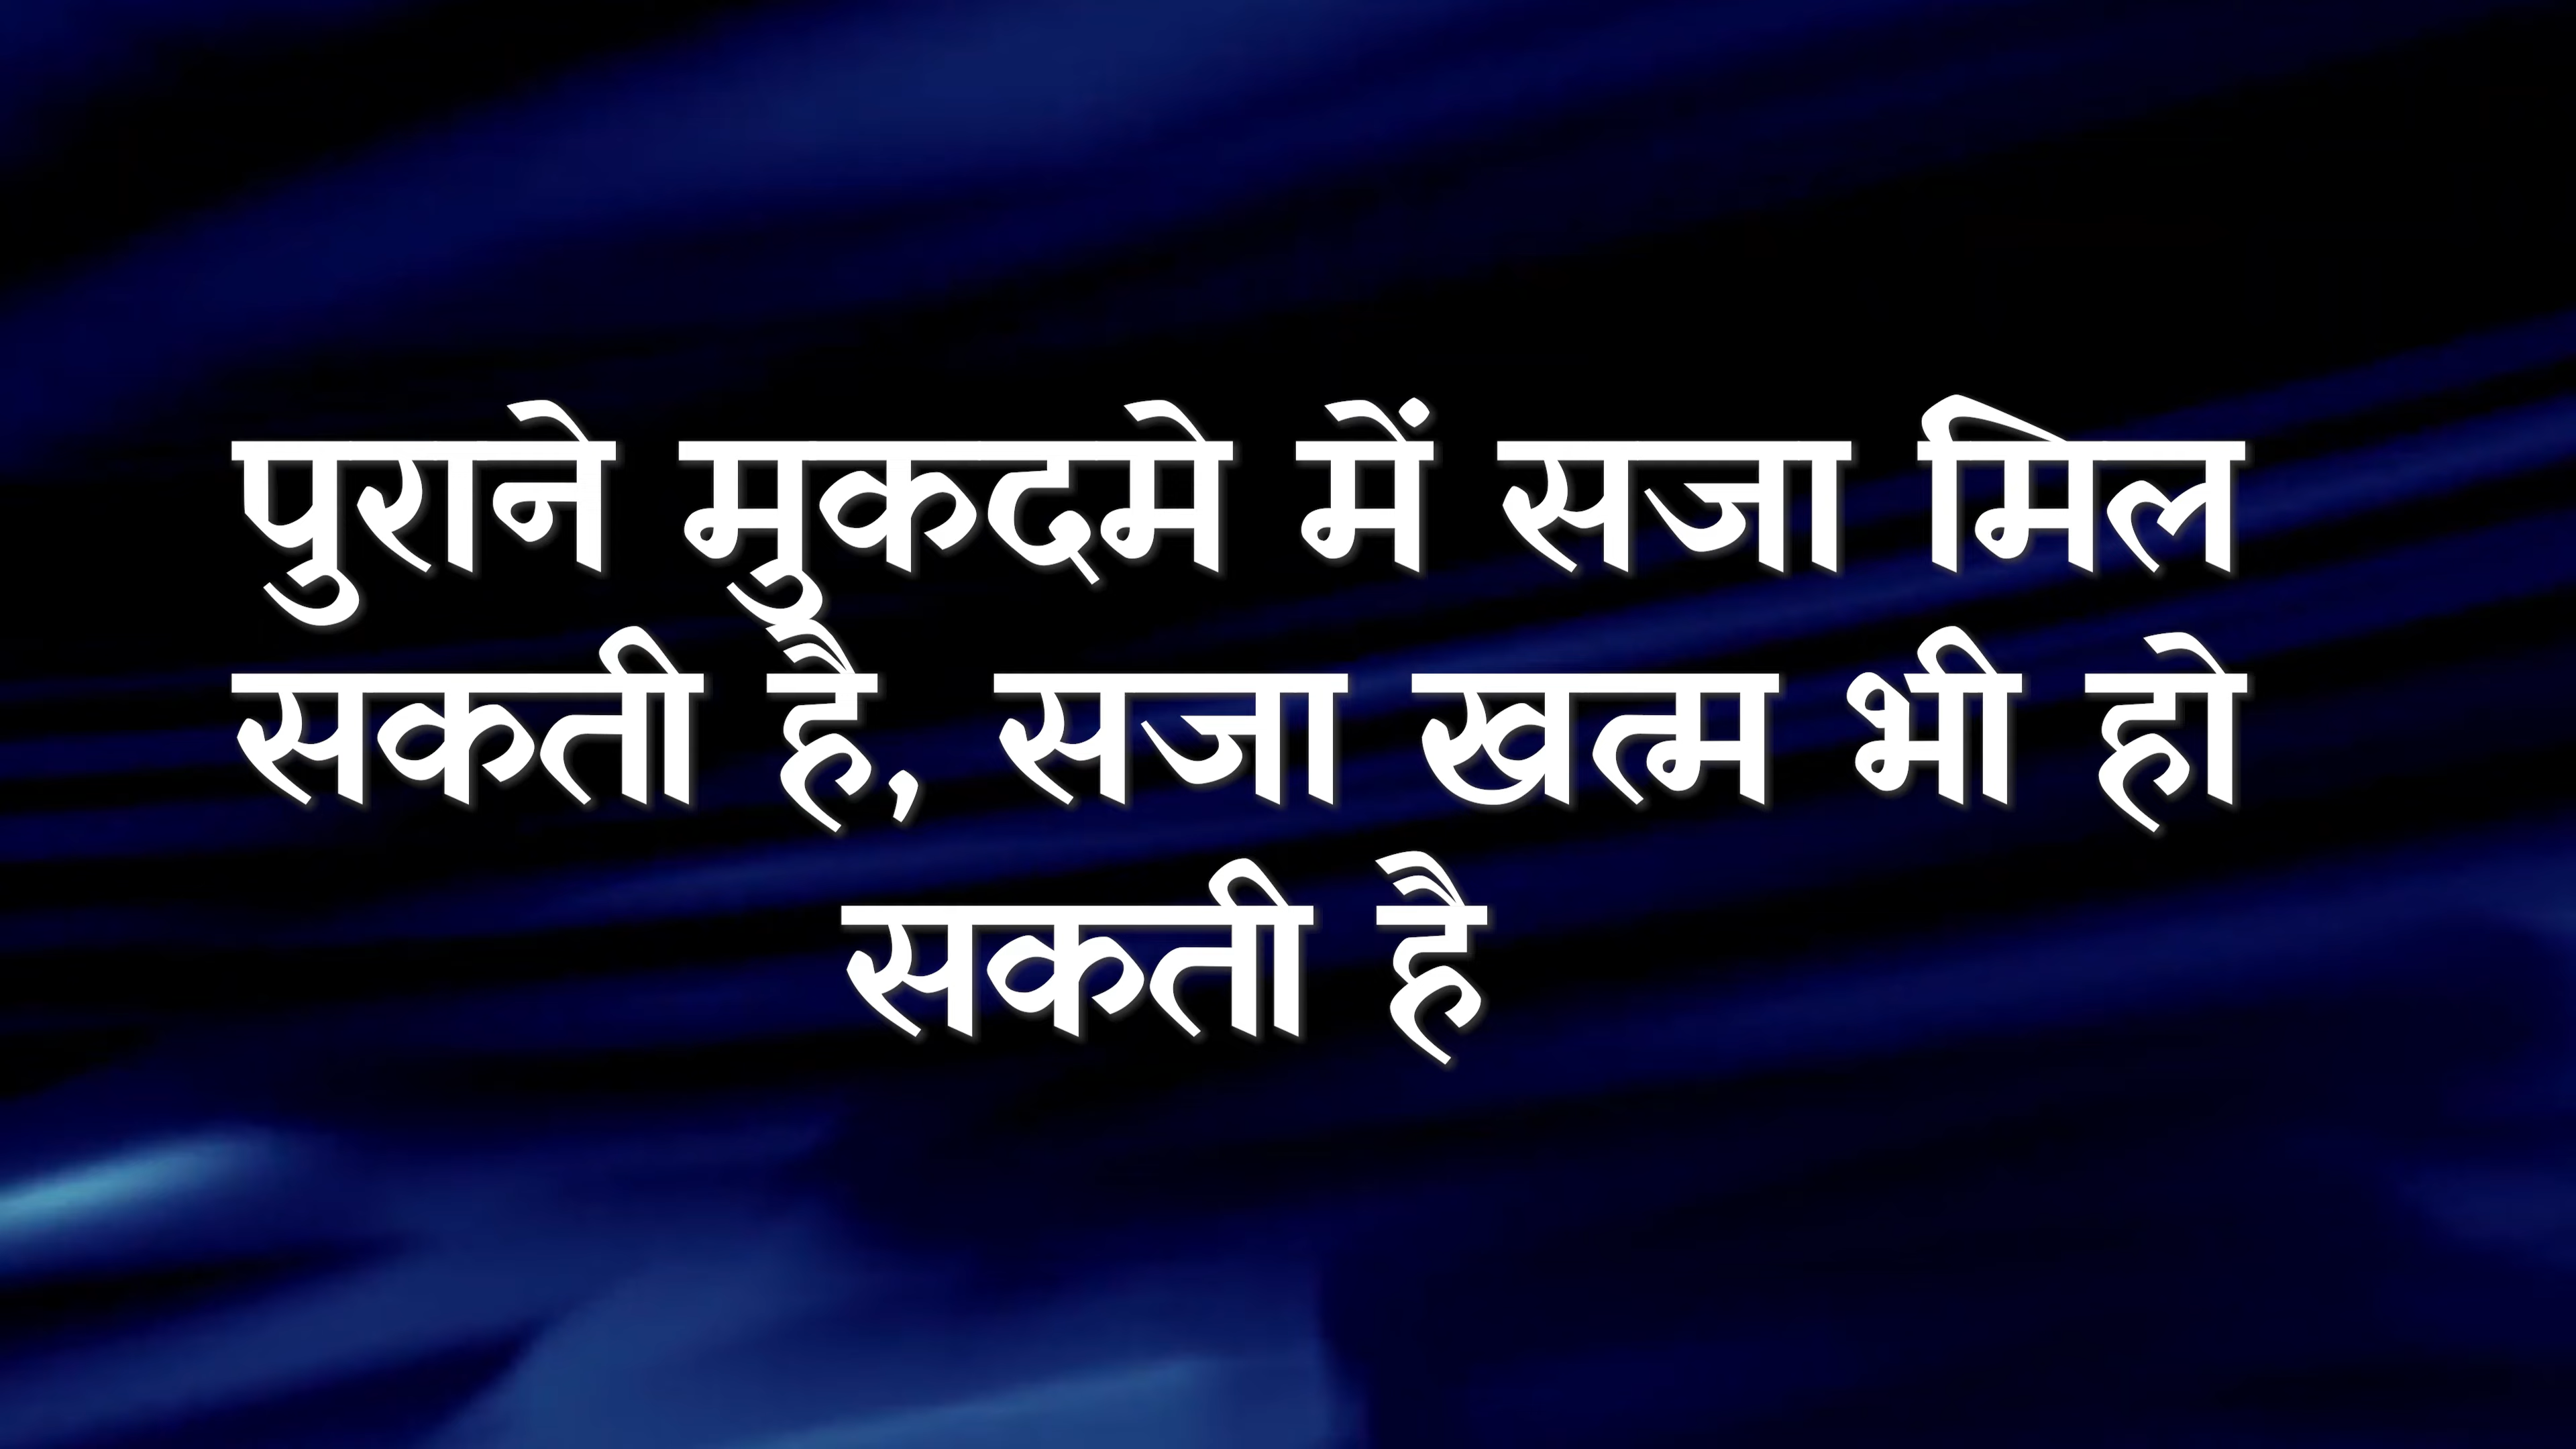 पुराने मुकदमे में सजा मिल
सकती है, सजा खत्म भी हो
सकती है